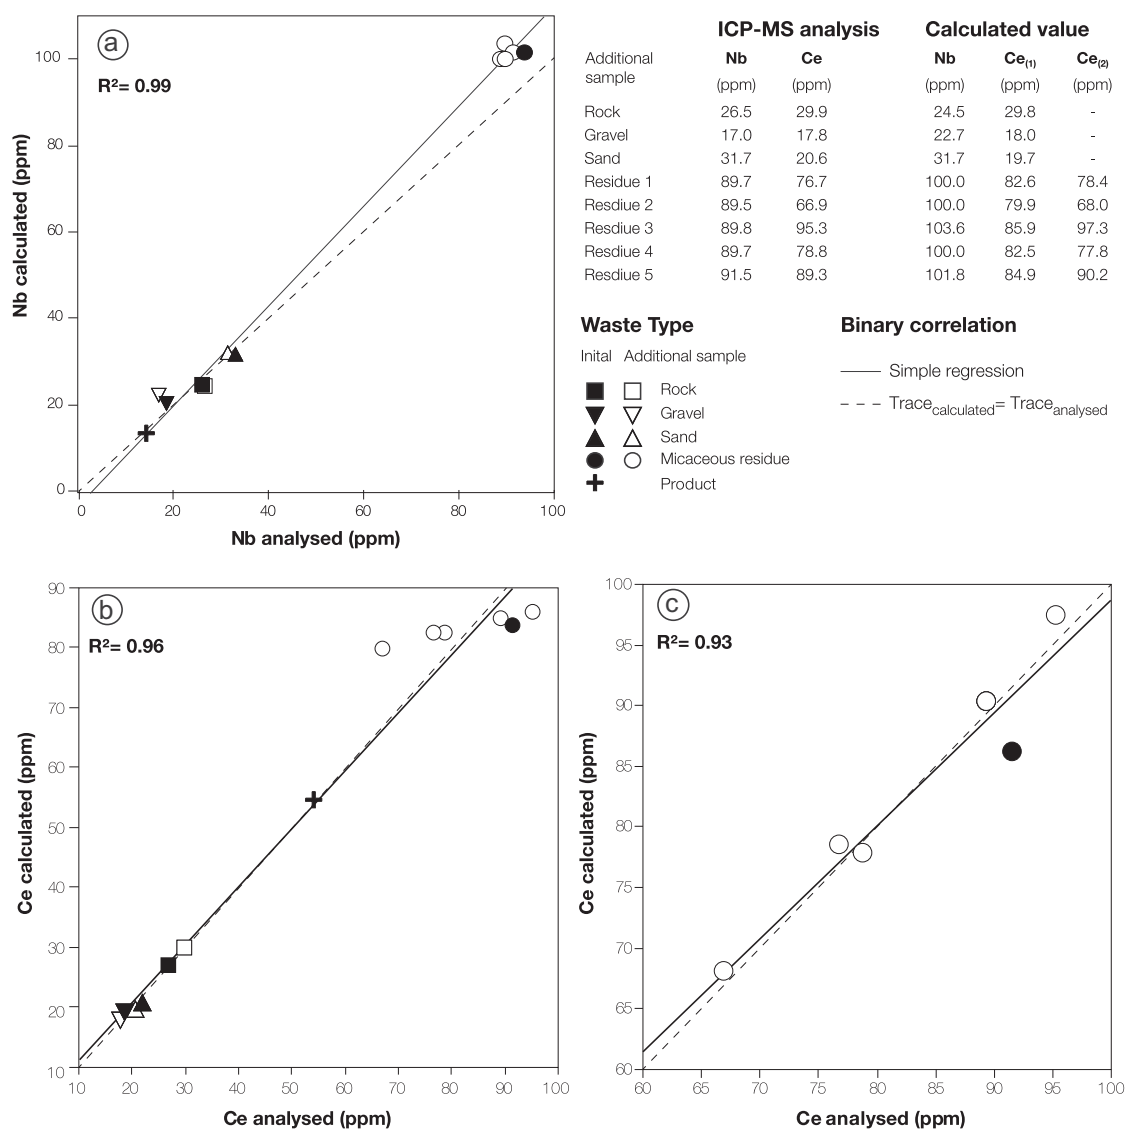 a
R²= 0.99
Nb calculated (ppm)
100
80
60
40
20
0
0 20 40 60 80 100
Nb analysed (ppm)
ICP-MS analysis Calculated value
Additional sample Nb (ppm) Ce (ppm) Nb (ppm) Ce(1) (ppm) Ce(2) (ppm)
Rock 26.5 29.9 24.5 29.8 -
Gravel 17.0 17.8 22.7 18.0 -
Sand 31.7 20.6 31.7 19.7 -
Residue 1 89.7 76.7 100.0 82.6 78.4
Resdiue 2 89.5 66.9 100.0 79.9 68.0
Resdiue 3 89.8 95.3 103.6 85.9 97.3
Resdiue 4 89.7 78.8 100.0 82.5 77.8
Resdiue 5 91.5 89.3 101.8 84.9 90.2
Waste Type
Inital Additional sample
Rock
Gravel
Sand
Micaceous residue
Product
Binary correlation
Simple regression
Tracecalculated= Traceanalysed
b
R²= 0.96
Ce calculated (ppm)
90
80
70
60
50
40
30
20
10
10 20 30 40 50 60 70 80 90 100
Ce analysed (ppm)
c
R²= 0.93
Ce calculated (ppm)
100
95
90
85
80
75
70
65
60
60 65 70 75 80 85 90 95 100
Ce analysed (ppm)